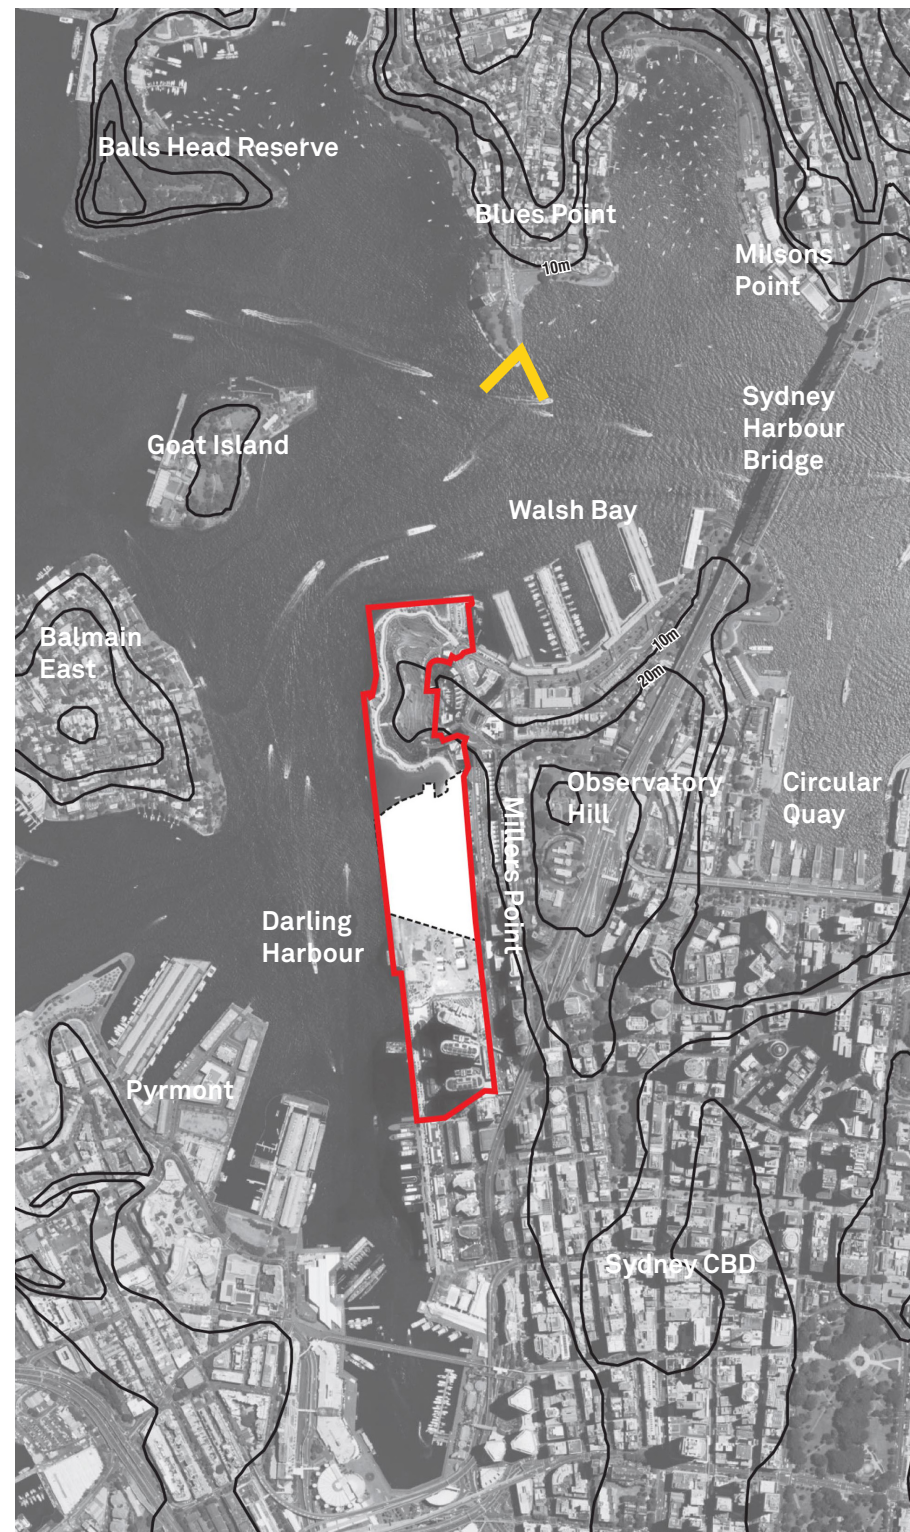 Balls Head Reserve
Blues Point
10m
Milsons
Point
Sydney
Harbour
Bridge
Goat Island
Walsh Bay
Balmain
East
10m
20m
Observatory
Hill
Circular
Quay
Millers Point
Darling
Harbour
Pyrmont
Sydney CBD